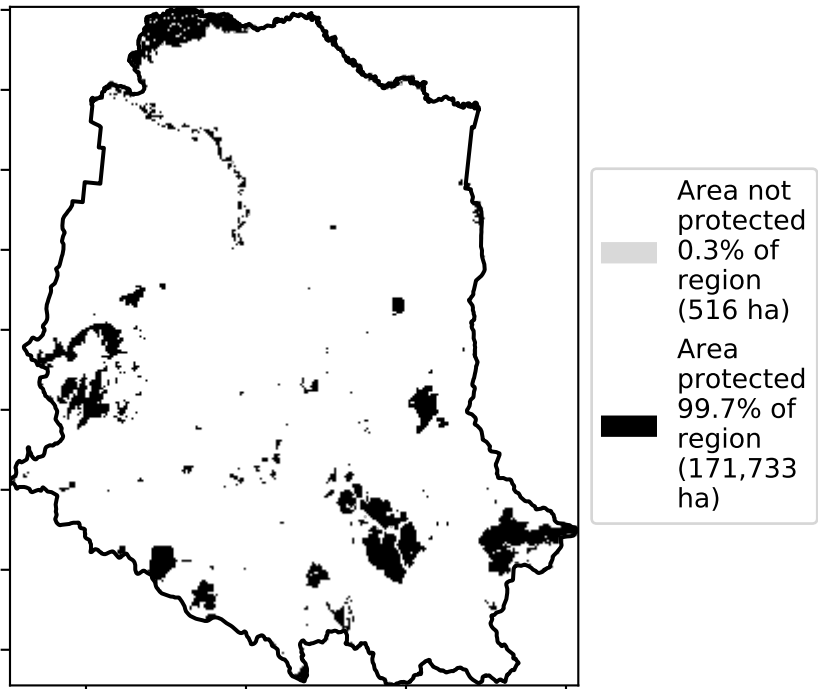 Area not
protected
0.3% of
region
(516 ha)
Area
protected
99.7% of
region
(171,733
ha)